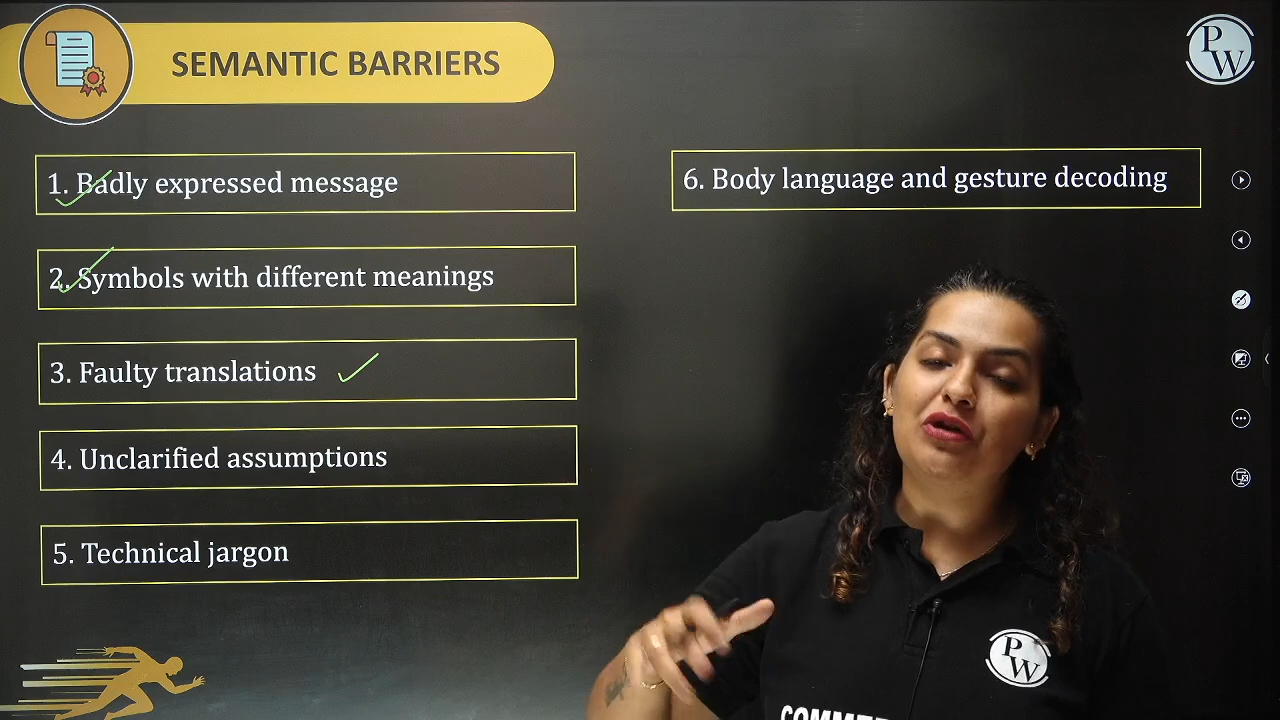 SEMANTIC BARRIERS
PW
1. Badly expressed message
2. Symbols with different meanings
3. Faulty translations
4. Unclarified assumptions
5. Technical jargon
6. Body language and gesture decoding
PW